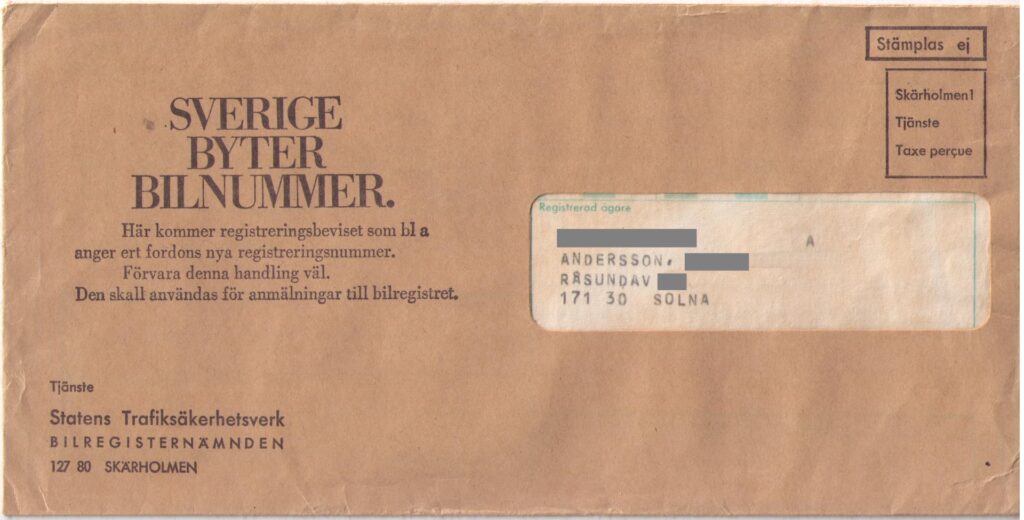 Stämplas ej
Skärholmen1
Tjänste
Taxe perçue
SVERIGE
BYTER
BILNUMMER.
Här kommer registreringsbeviset som bl a
anger ert fordons nya registreringsnummer.
Förvara denna handling väl.
Den skall användas för anmälningar till bilregistret.
Registrerad ägare
A
ANDERSSON,
RÅSUNDAV
171 30 SOLNA
Tjänste
Statens Trafiksäkerhetsverk
BILREGISTERNÄMNDEN
127 80 SKÄRHOLMEN